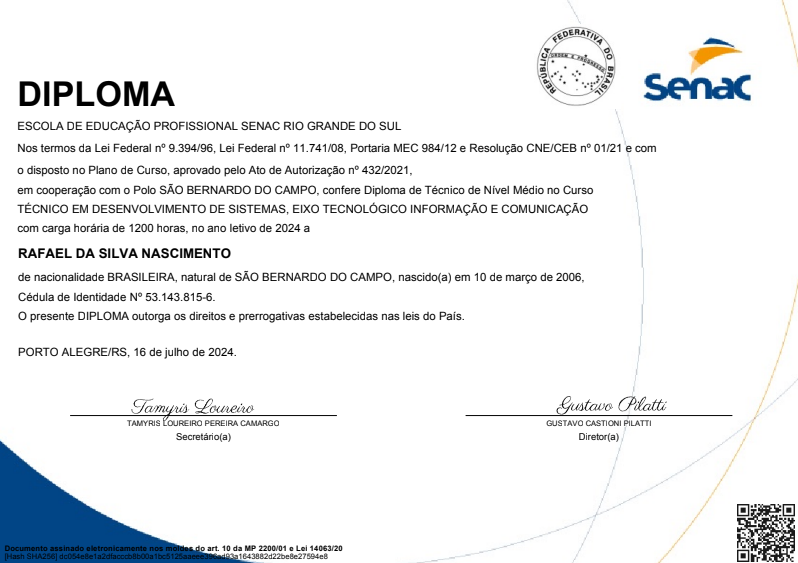 REPÚBLICA FEDERATIVA DO BRASIL
ORDEM E PROGRESSO
Senac
DIPLOMA
ESCOLA DE EDUCAÇÃO PROFISSIONAL SENAC RIO GRANDE DO SUL
Nos termos da Lei Federal nº 9.394/96, Lei Federal nº 11.741/08, Portaria MEC 984/12 e Resolução CNE/CEB nº 01/21 e com
o disposto no Plano de Curso, aprovado pelo Ato de Autorização nº 432/2021,
em cooperação com o Polo SÃO BERNARDO DO CAMPO, confere Diploma de Técnico de Nível Médio no Curso
TÉCNICO EM DESENVOLVIMENTO DE SISTEMAS, EIXO TECNOLÓGICO INFORMAÇÃO E COMUNICAÇÃO
com carga horária de 1200 horas, no ano letivo de 2024 a
RAFAEL DA SILVA NASCIMENTO
de nacionalidade BRASILEIRA, natural de SÃO BERNARDO DO CAMPO, nascido(a) em 10 de março de 2006,
Cédula de Identidade Nº 53.143.815-6.
O presente DIPLOMA outorga os direitos e prerrogativas estabelecidas nas leis do País.
PORTO ALEGRE/RS, 16 de julho de 2024.
Tamyris Loureiro
TAMYRIS LOUREIRO PEREIRA CAMARGO
Secretário(a)
Gustavo Pilatti
GUSTAVO CASTIONI PILATTI
Diretor(a)
Documento assinado eletronicamente nos moldes do art. 10 da MP 2200/01 e Lei 14063/20
[Hash SHA256]